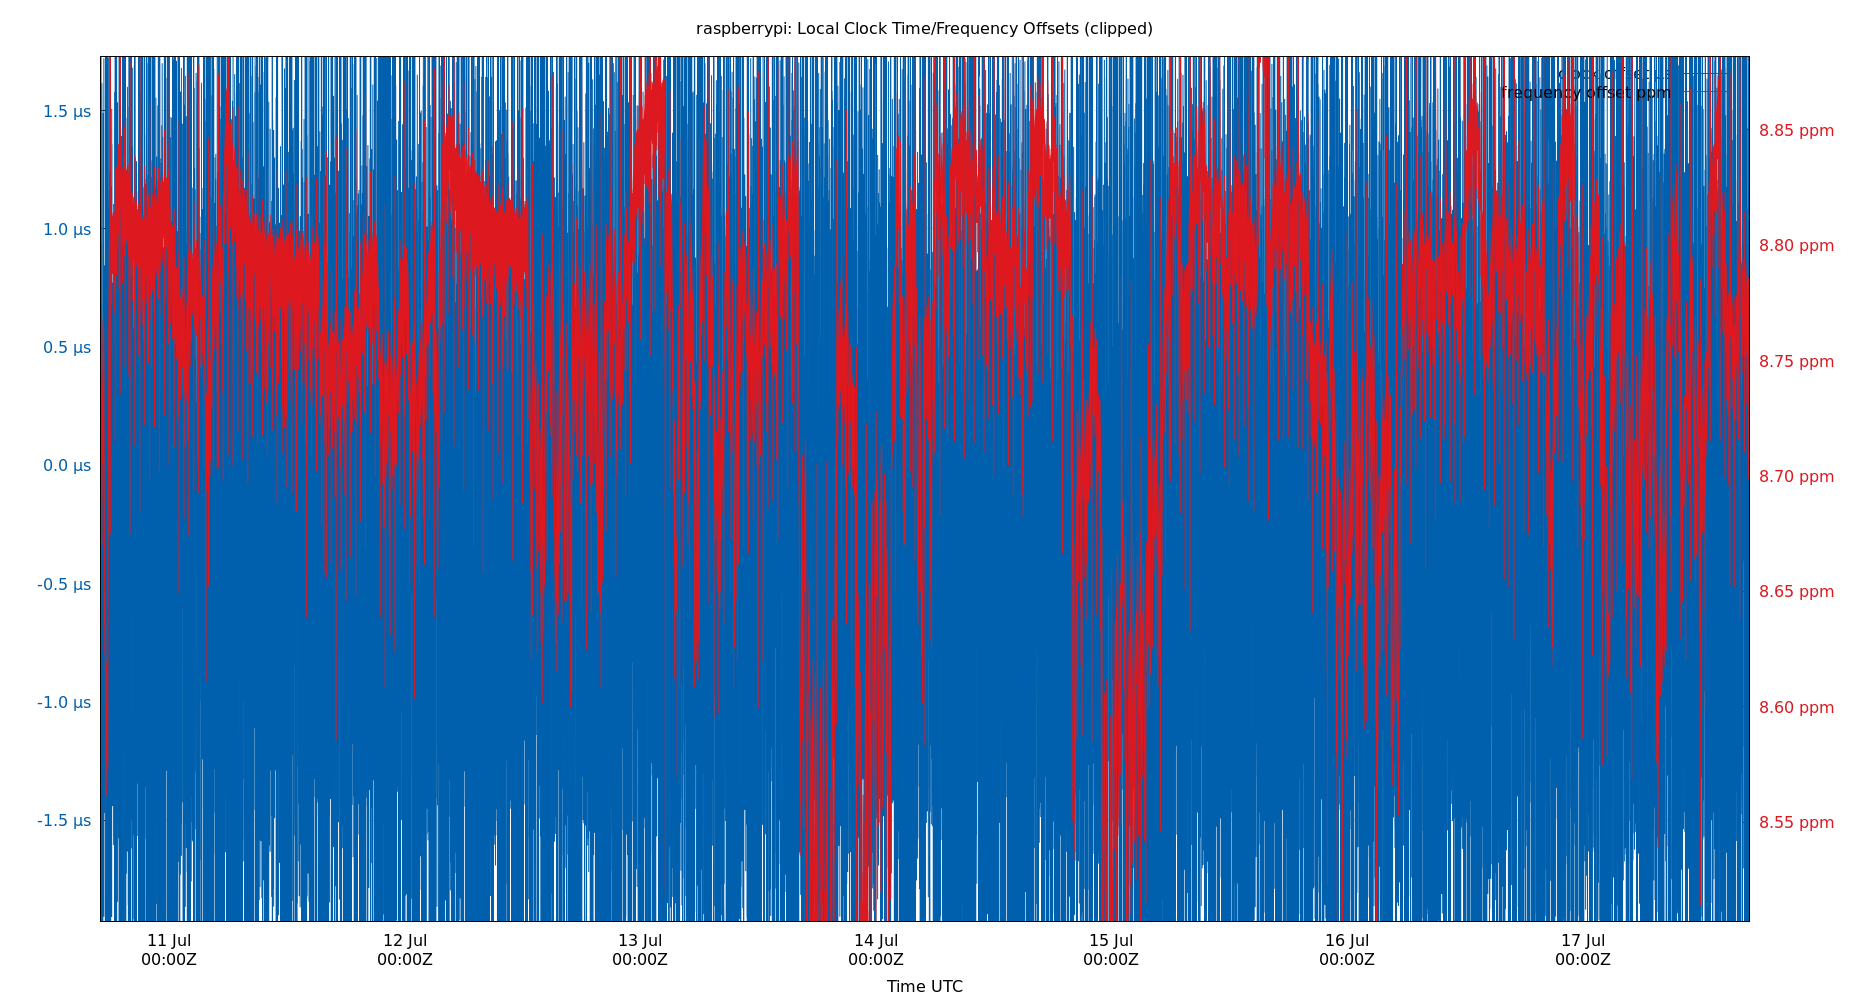 raspberrypi: Local Clock Time/Frequency Offsets (clipped)
clock offset
frequency offset ppm
1.5 µs
1.0 µs
0.5 µs
0.0 µs
-0.5 µs
-1.0 µs
-1.5 µs
8.85 ppm
8.80 ppm
8.75 ppm
8.70 ppm
8.65 ppm
8.60 ppm
8.55 ppm
11 Jul 12 Jul 13 Jul 14 Jul 15 Jul 16 Jul 17 Jul
00:00Z 00:00Z 00:00Z 00:00Z 00:00Z 00:00Z 00:00Z
Time UTC